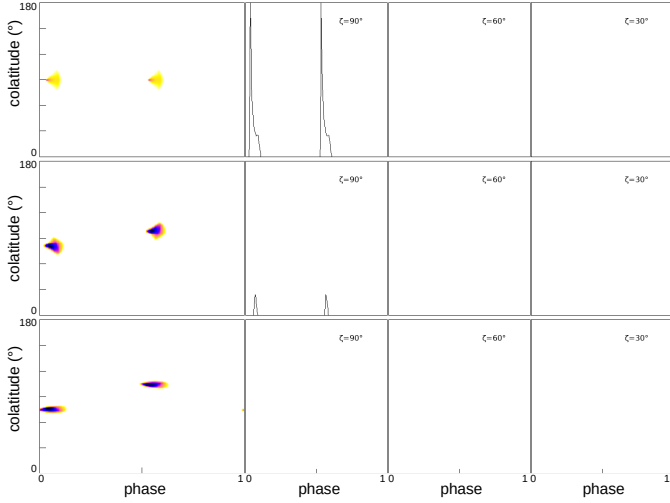 180
colatitude (°)
0
ζ=90°
ζ=60°
ζ=30°
180
colatitude (°)
0
ζ=90°
ζ=60°
ζ=30°
180
colatitude (°)
0
ζ=90°
ζ=60°
ζ=30°
0 1 0 1 0 1 0 1
phase phase phase phase